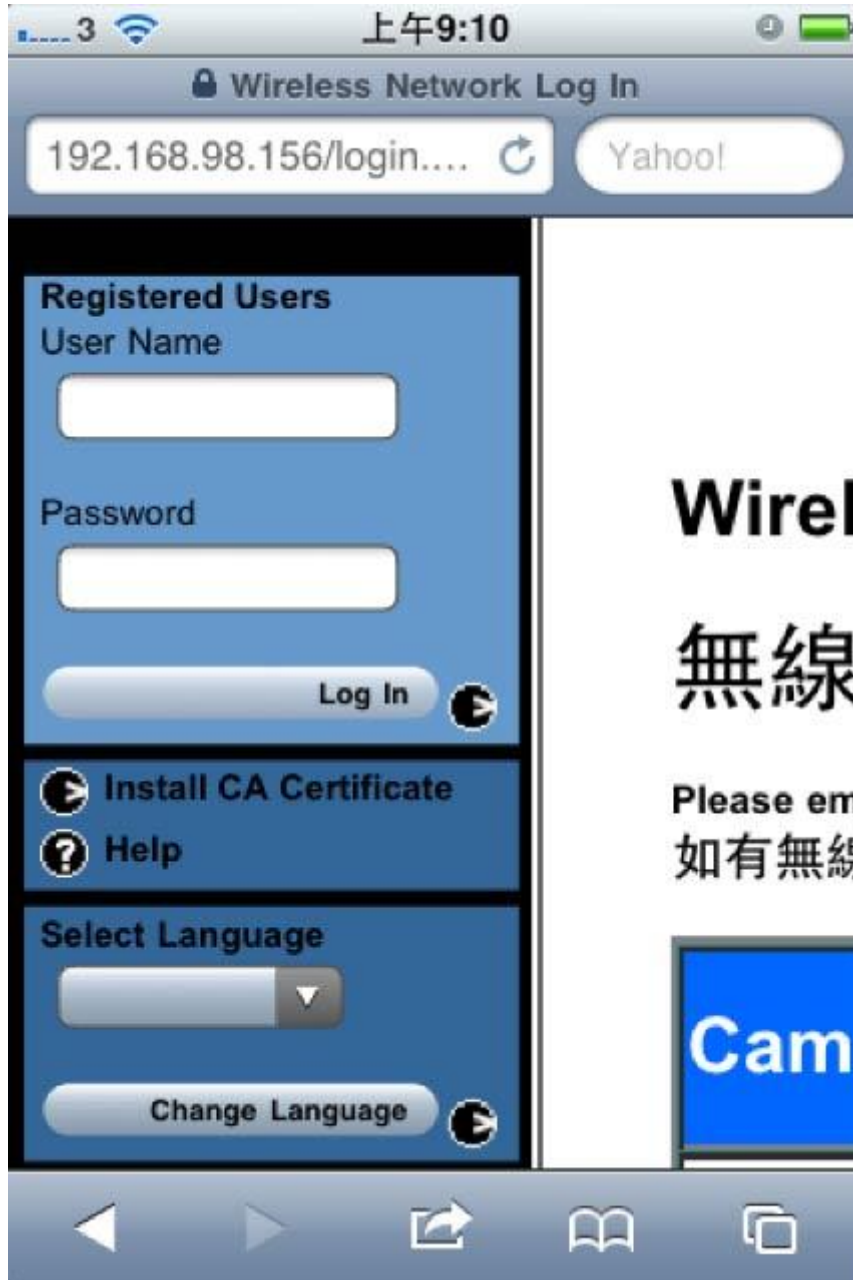 3 上午9:10
Wireless Network Log In
192.168.98.156/login.... Yahoo!
Registered Users
User Name
Password
Log In
Install CA Certificate
Help
Select Language
Change Language
Wirel
無線
Please em
如有無線
Cam